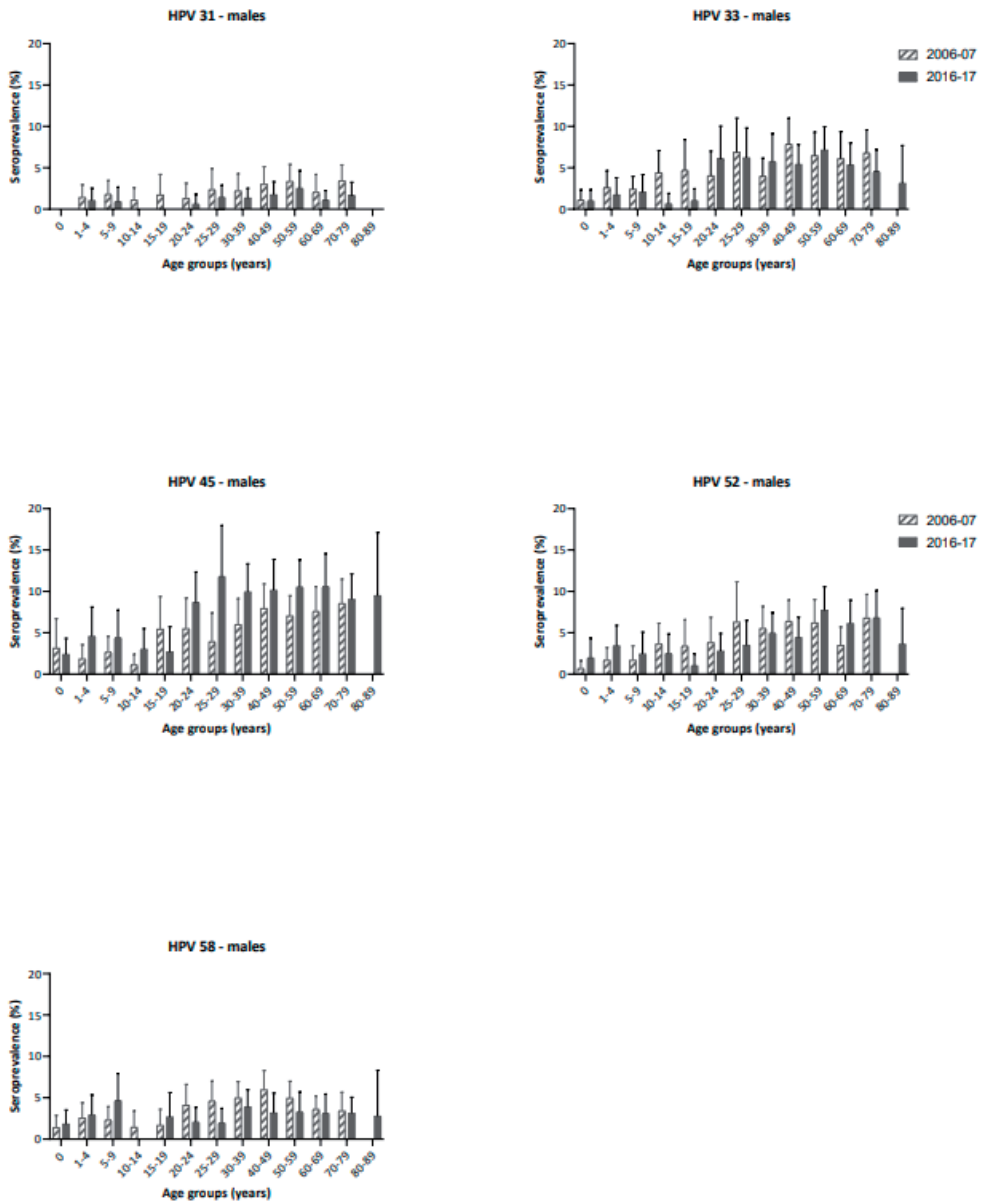 HPV 31 - males
Seroprevalence (%)
20
15
10
5
0
0 1-4 5-9 10-14 15-19 20-24 25-29 30-39 40-49 50-59 60-69 70-79 80-89
Age groups (years)
HPV 33 - males
2006-07
2016-17
Seroprevalence (%)
20
15
10
5
0
0 1-4 5-9 10-14 15-19 20-24 25-29 30-39 40-49 50-59 60-69 70-79 80-89
Age groups (years)
HPV 45 - males
Seroprevalence (%)
20
15
10
5
0
0 1-4 5-9 10-14 15-19 20-24 25-29 30-39 40-49 50-59 60-69 70-79 80-89
Age groups (years)
HPV 52 - males
2006-07
2016-17
Seroprevalence (%)
20
15
10
5
0
0 1-4 5-9 10-14 15-19 20-24 25-29 30-39 40-49 50-59 60-69 70-79 80-89
Age groups (years)
HPV 58 - males
Seroprevalence (%)
20
15
10
5
0
0 1-4 5-9 10-14 15-19 20-24 25-29 30-39 40-49 50-59 60-69 70-79 80-89
Age groups (years)